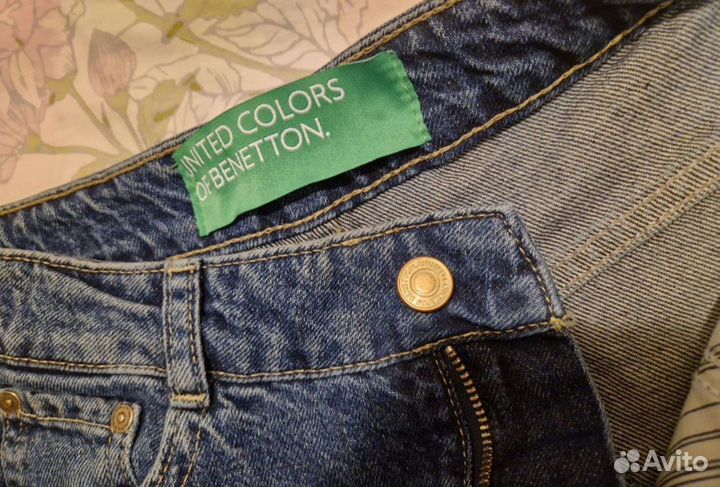 UNITED COLORS
OF BENETTON.
Avito